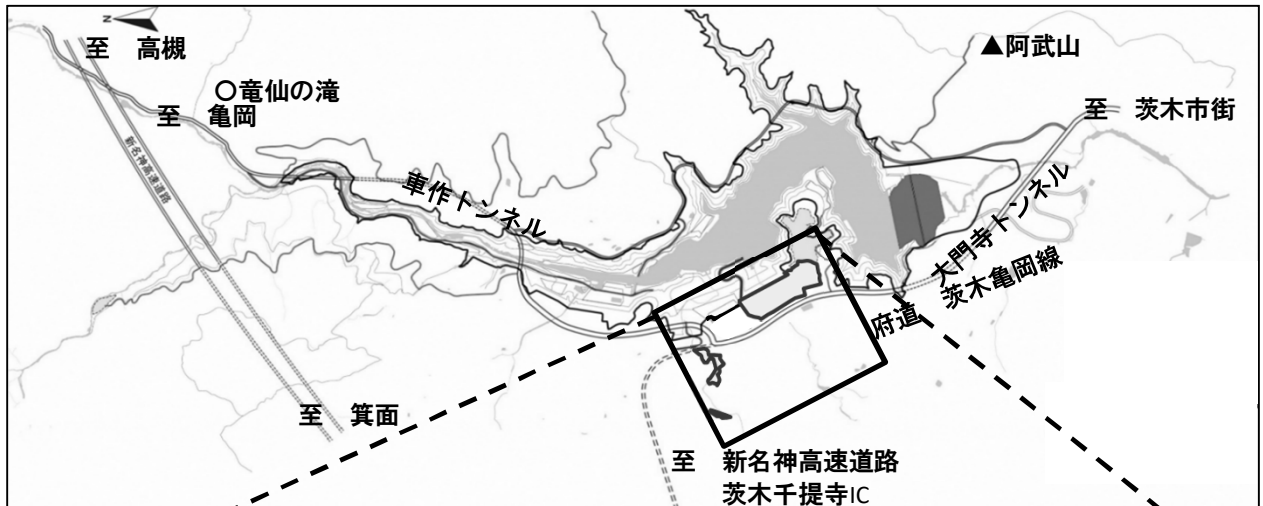 N
至 高槻
▲阿武山
〇竜仙の滝
至 亀岡
至 茨木市街
新名神高速道路
車作トンネル
大門寺トンネル
府道 茨木亀岡線
至 箕面
至 新名神高速道路
茨木千提寺IC